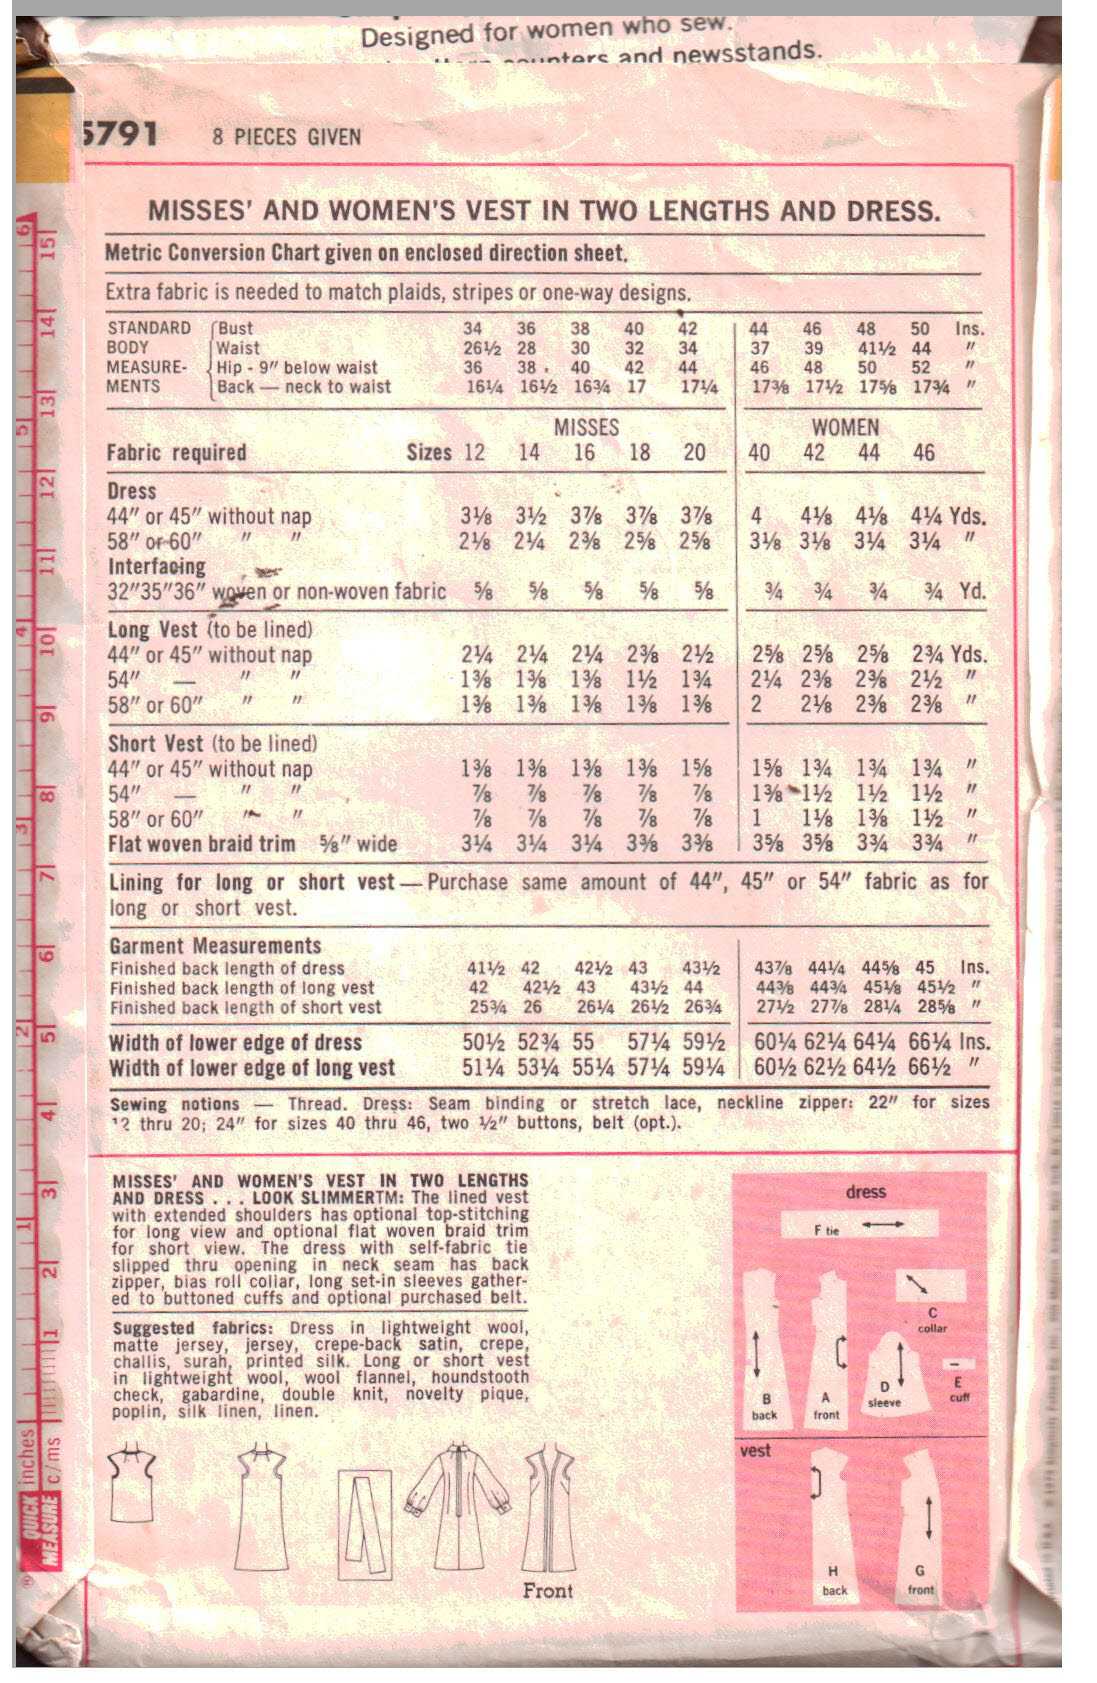 Designed for women who sew.
counters and newsstands.
5791 8 PIECES GIVEN
MISSES' AND WOMEN'S VEST IN TWO LENGTHS AND DRESS.
Metric Conversion Chart given on enclosed direction sheet.
Extra fabric is needed to match plaids, stripes or one-way designs.
STANDARD Bust 34 36 38 40 42 44 46 48 50 Ins.
BODY Waist 26½ 28 30 32 34 37 39 41½ 44 "
MEASURE- Hip - 9" below waist 36 38 40 42 44 46 48 50 52 "
MENTS Back — neck to waist 16¼ 16½ 16¾ 17 17¼ 17⅜ 17½ 17⅝ 17¾ "
MISSES WOMEN
Fabric required Sizes 12 14 16 18 20 40 42 44 46
Dress
44" or 45" without nap 3⅛ 3½ 3⅞ 3⅞ 3⅞ 4 4⅛ 4⅛ 4¼ Yds.
58" or 60" " " 2⅛ 2¼ 2⅜ 2⅝ 2⅝ 3⅛ 3⅛ 3¼ 3¼ "
Interfacing
32"35"36" woven or non-woven fabric ⅝ ⅝ ⅝ ⅝ ⅝ ¾ ¾ ¾ ¾ Yd.
Long Vest (to be lined)
44" or 45" without nap 2¼ 2¼ 2¼ 2⅜ 2½ 2⅝ 2⅝ 2⅝ 2¾ Yds.
54" — " " 1⅜ 1⅜ 1⅜ 1½ 1¾ 2¼ 2⅜ 2⅜ 2½ "
58" or 60" " " 1⅜ 1⅜ 1⅜ 1⅜ 1⅜ 2 2⅛ 2⅜ 2⅜ "
Short Vest (to be lined)
44" or 45" without nap 1⅜ 1⅜ 1⅜ 1⅜ 1⅝ 1⅝ 1¾ 1¾ 1¾ "
54" — " " ⅞ ⅞ ⅞ ⅞ ⅞ 1⅜ 1½ 1½ 1½ "
58" or 60" " " ⅞ ⅞ ⅞ ⅞ ⅞ 1 1⅛ 1⅜ 1½ "
Flat woven braid trim ⅝" wide 3¼ 3¼ 3¼ 3⅜ 3⅜ 3⅝ 3⅝ 3¾ 3¾ "
Lining for long or short vest — Purchase same amount of 44", 45" or 54" fabric as for
long or short vest.
Garment Measurements
Finished back length of dress 41½ 42 42½ 43 43½ 43⅞ 44¼ 44⅝ 45 Ins.
Finished back length of long vest 42 42½ 43 43½ 44 44⅜ 44¾ 45⅛ 45½ "
Finished back length of short vest 25¾ 26 26¼ 26½ 26¾ 27½ 27⅞ 28¼ 28⅝ "
Width of lower edge of dress 50½ 52¾ 55 57¼ 59½ 60¼ 62¼ 64¼ 66¼ Ins.
Width of lower edge of long vest 51¼ 53¼ 55¼ 57¼ 59¼ 60½ 62½ 64½ 66½ "
Sewing notions — Thread. Dress: Seam binding or stretch lace, neckline zipper: 22" for sizes
12 thru 20; 24" for sizes 40 thru 46, two ½" buttons, belt (opt.).
MISSES' AND WOMEN'S VEST IN TWO LENGTHS
AND DRESS . . . LOOK SLIMMERTM: The lined vest
with extended shoulders has optional top-stitching
for long view and optional flat woven braid trim
for short view. The dress with self-fabric tie
slipped thru opening in neck seam has back
zipper, bias roll collar, long set-in sleeves gather-
ed to buttoned cuffs and optional purchased belt.
Suggested fabrics: Dress in lightweight wool,
matte jersey, jersey, crepe-back satin, crepe,
challis, surah, printed silk. Long or short vest
in lightweight wool, wool flannel, houndstooth
check, gabardine, double knit, novelty pique,
poplin, silk linen, linen.
Front
dress
F tie
C
collar
B
back
A
front
D
sleeve
E
cuff
vest
H
back
G
front
6 5 4 3 2 1 inches
15 14 13 12 11 10 9 8 7 6 5 4 3 2 1 c/ms
QUICK
MEASURE
®